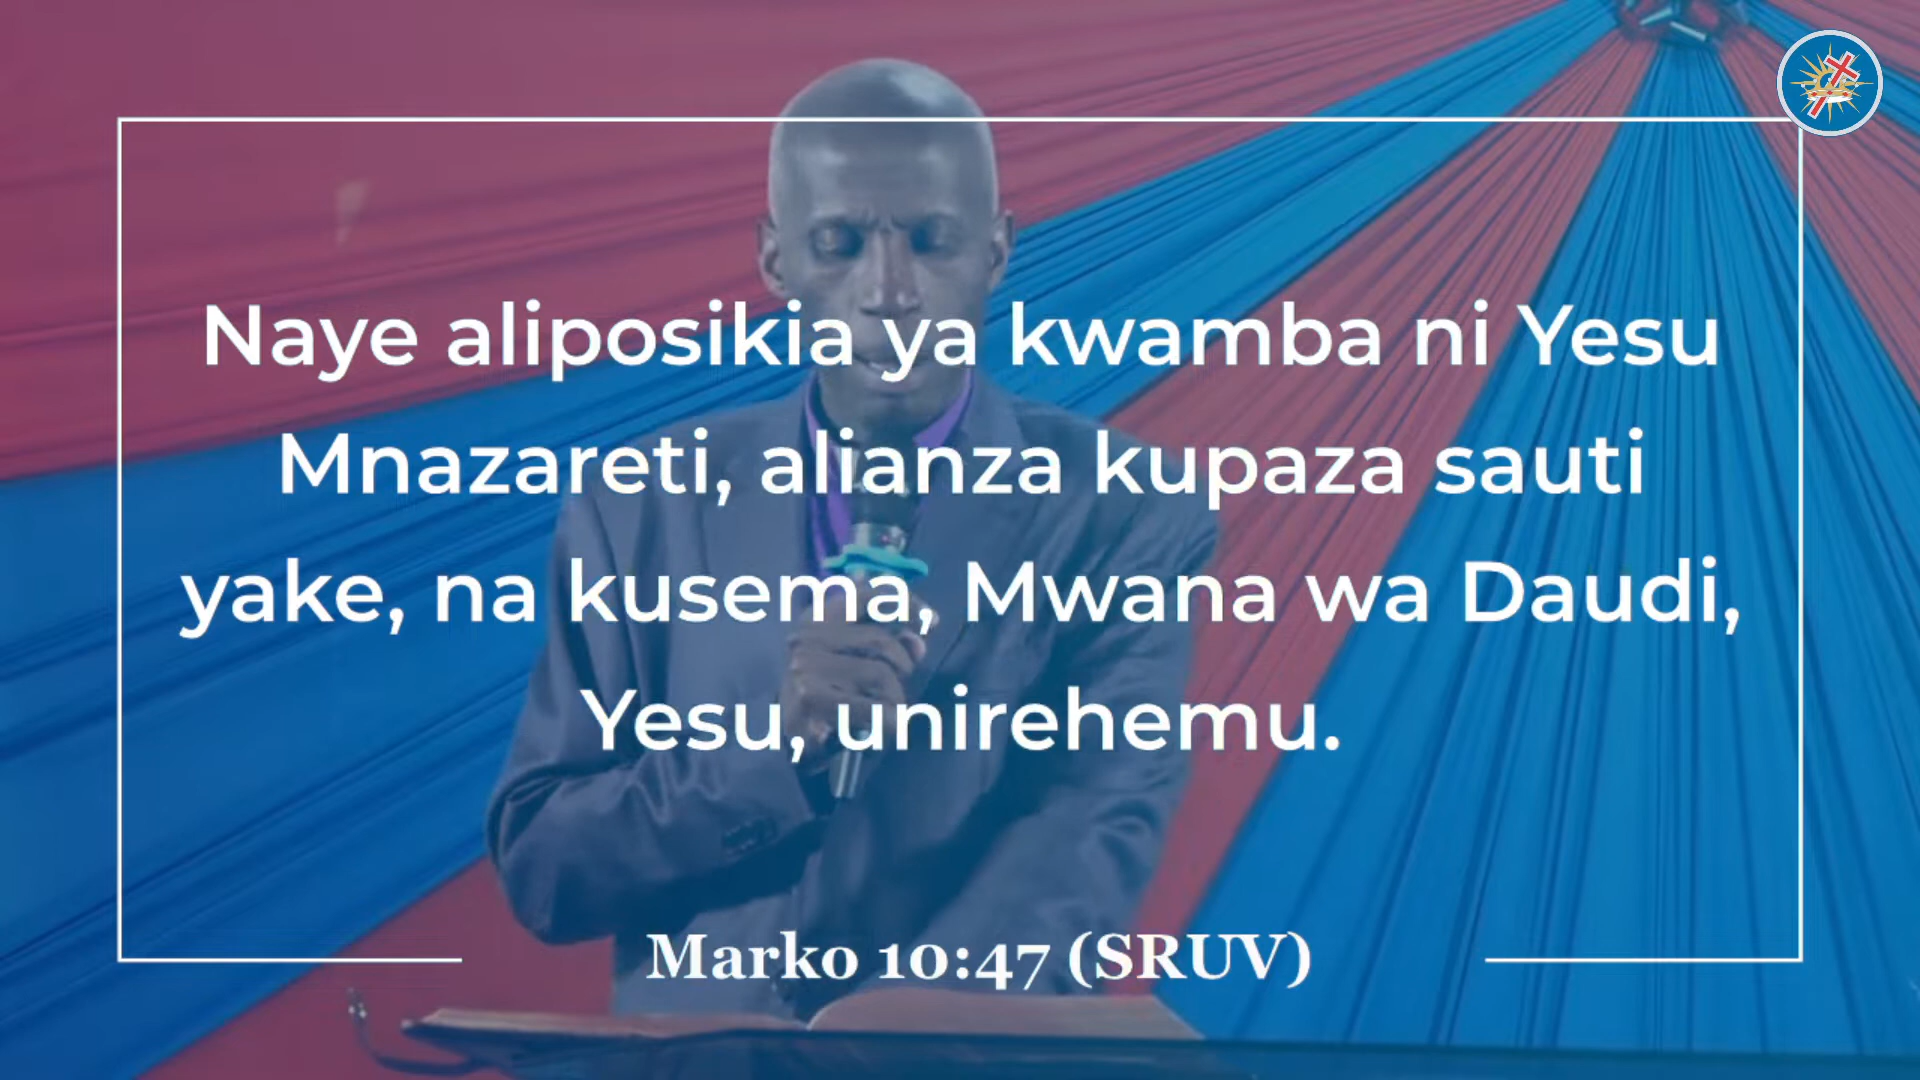 Naye aliposikia ya kwamba ni Yesu
Mnazareti, alianza kupaza sauti
yake, na kusema, Mwana wa Daudi,
Yesu, unirehemu.
Marko 10:47 (SRUV)